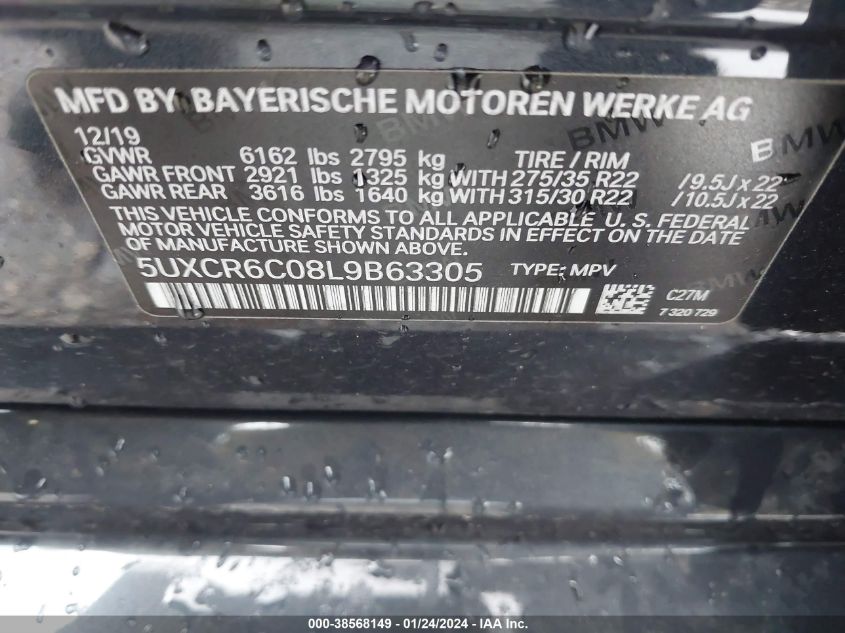 MFD BY BAYERISCHE MOTOREN WERKE AG
12/19
GVWR 6162 lbs 2795 kg TIRE / RIM
GAWR FRONT 2921 lbs 1325 kg WITH 275/35 R22 / 9.5J x 22
GAWR REAR 3616 lbs 1640 kg WITH 315/30 R22 / 10.5J x 22
THIS VEHICLE CONFORMS TO ALL APPLICABLE U.S. FEDERAL
MOTOR VEHICLE SAFETY STANDARDS IN EFFECT ON THE DATE
OF MANUFACTURE SHOWN ABOVE.
5UXCR6C08L9B63305 TYPE: MPV
C27M
7 320 729
BMW
BMW
000-38568149 - 01/24/2024 - IAA Inc.